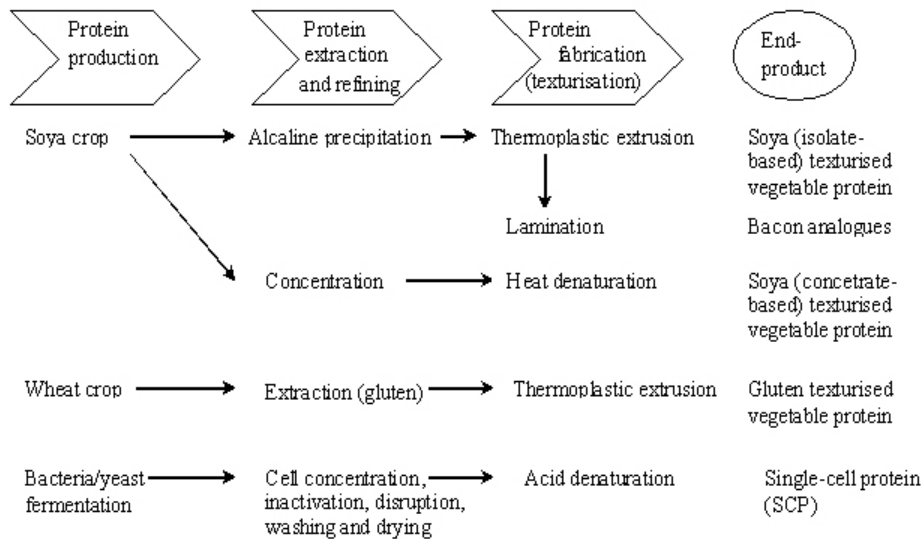 Protein
production
Protein
extraction
and refining
Protein
fabrication
(texturisation)
End-
product
Soya crop
Alcaline precipitation
Thermoplastic extrusion
Soya (isolate-
based) texturised
vegetable protein
Lamination
Bacon analogues
Concentration
Heat denaturation
Soya (concetrate-
based) texturised
vegetable protein
Wheat crop
Extraction (gluten)
Thermoplastic extrusion
Gluten texturised
vegetable protein
Bacteria/yeast
fermentation
Cell concentration,
inactivation, disruption,
washing and drying
Acid denaturation
Single-cell protein
(SCP)